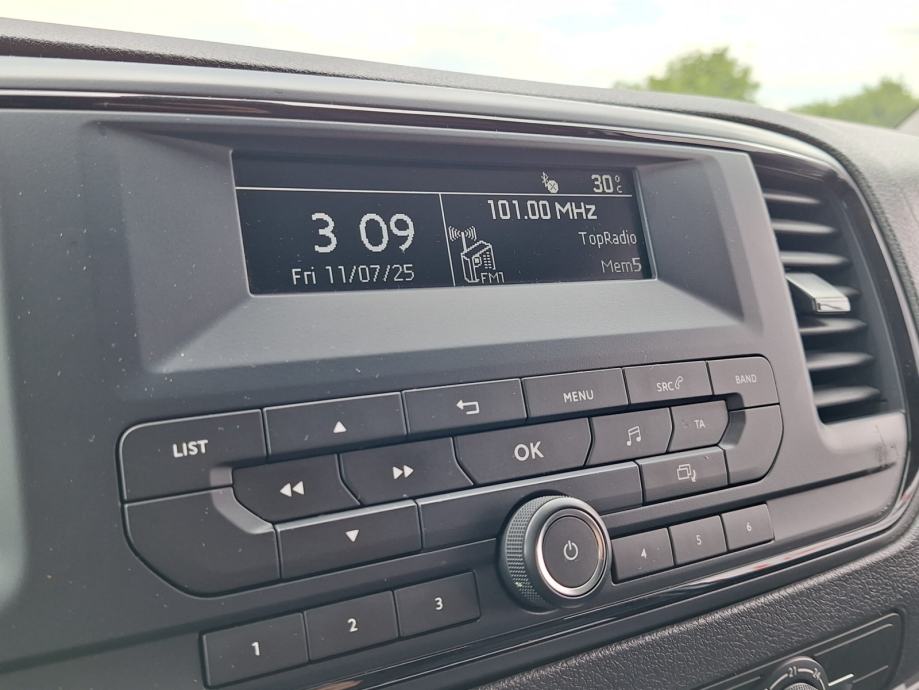 30°C
3 09
Fri 11/07/25
101.00 MHz
TopRadio
FM1
Mem5
LIST
MENU
SRC
BAND
OK
TA
1
2
3
4
5
6
21